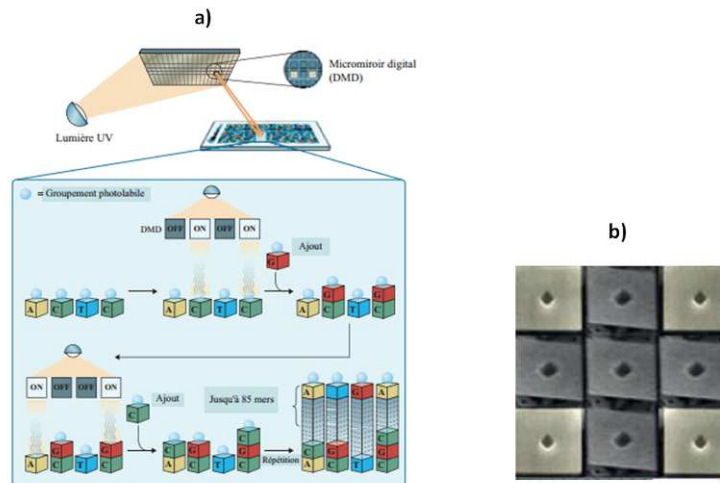 a)
Micromiroir digital
(DMD)
Lumière UV
= Groupement photolabile
DMD OFF ON OFF ON
Ajout
G
A C T C
A C T C
G G
A C T C
ON OFF OFF ON
Ajout
C
Jusqu'à 85 mers
A T G A
G G
A C T C
C
C G G
A C T C
Répétition
C
C G G
A C T C
b)